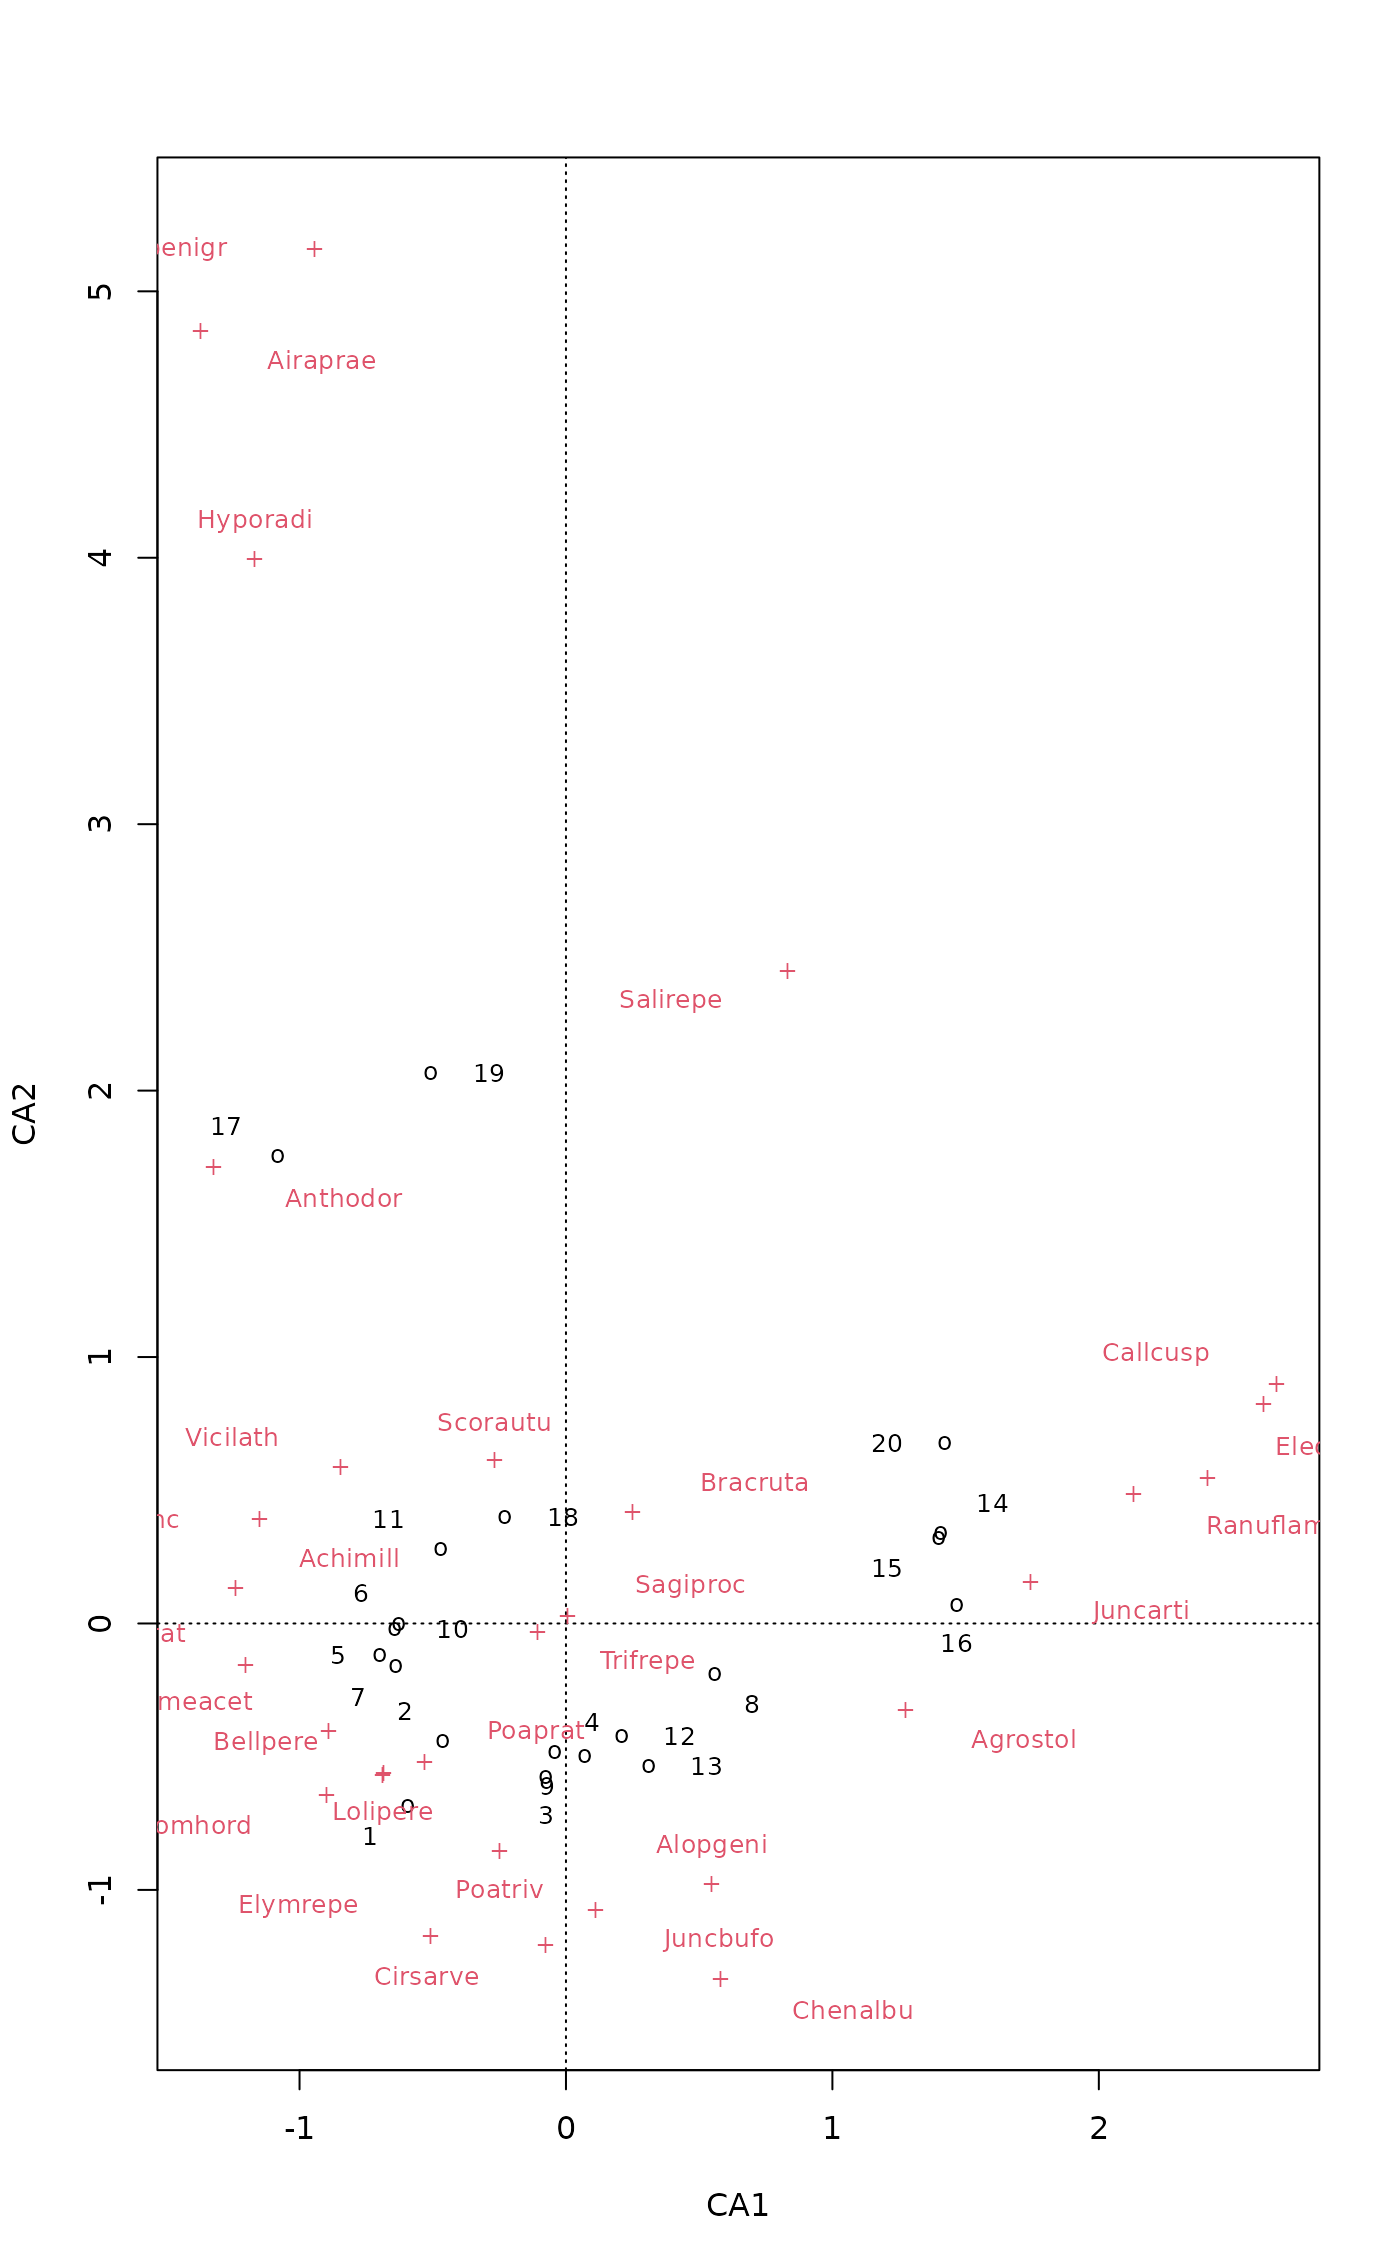 enigr
Airaprae
Hyporadi
Salirepe
19
17
Anthodor
Callcusp
Scorautu
Vicilath
20
Elec
Bracruta
14
11
18
nc
Ranuflam
Achimill
15
Sagiproc
6
Juncarti
10
at
16
5
Trifrepe
7
meacet
8
2
4
Poaprat
12
Bellpere
Agrostol
13
9
Lolipere
3
omhord
1
Alopgeni
Poatriv
Elymrepe
Juncbufo
Cirsarve
Chenalbu
5
4
3
2
1
0
-1
CA2
-1
0
1
2
CA1